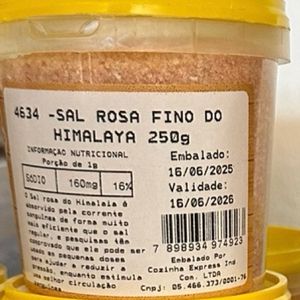 4634 -SAL ROSA FINO DO
HIMALAYA 250g
INFORMAÇÃO NUTRICIONAL
Porção de 1g
SÓDIO 160mg 16%
O Sal rosa do Himalaia é
absorvido pela corrente
sanguínea de forma muito
mais eficiente que o sal
regular, e pesquisas têm
comprovado que ele pode ser
em pequenas doses para
ajudar a reduzir a
pressão, enquanto estimula
melhor circulação
Embalado:
16/06/2025
Validade:
16/06/2026
7 898934 974923
Embalado Por
Cozinha Express Ind
Com. LTDA
Cnpj: 05.466.373/0001-76